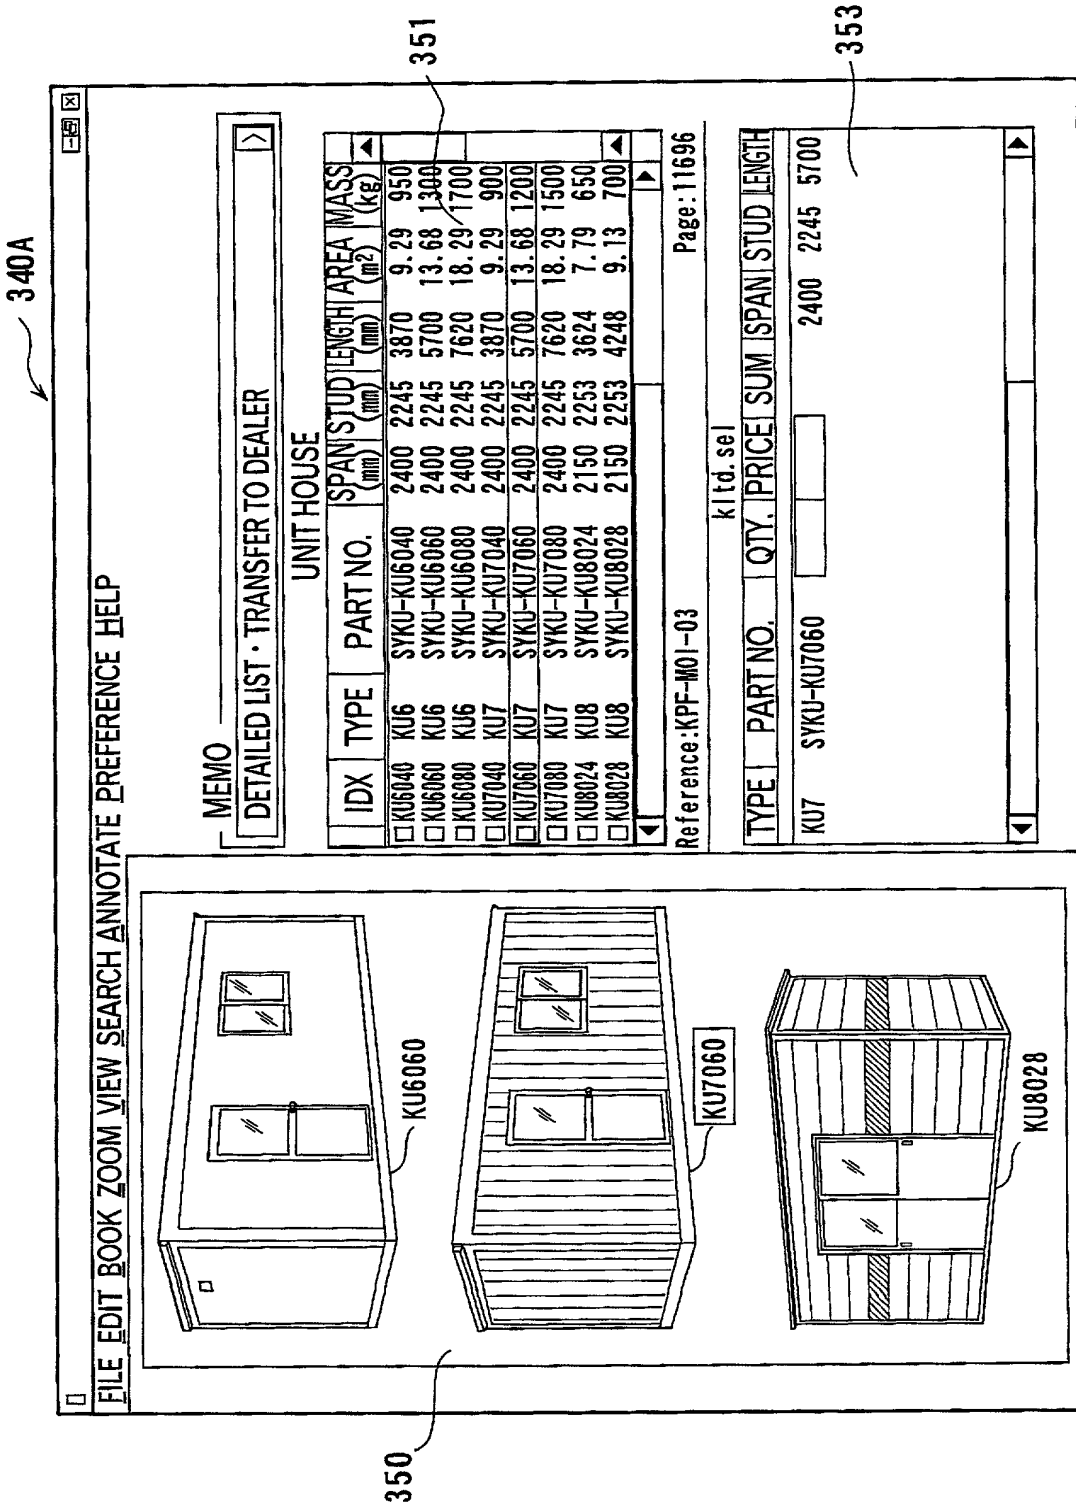 340A
FILE EDIT BOOK ZOOM VIEW SEARCH ANNOTATE PREFERENCE HELP
KU6060
KU7060
KU8028
350
MEMO
DETAILED LIST・TRANSFER TO DEALER
UNIT HOUSE
IDX TYPE PART NO. SPAN (mm) STUD (mm) LENGTH (mm) AREA (m2) MASS (kg)
KU6040 KU6 SYKU-KU6040 2400 2245 3870 9.29 950
KU6060 KU6 SYKU-KU6060 2400 2245 5700 13.68 1300
KU6080 KU6 SYKU-KU6080 2400 2245 7620 18.29 1700
KU7040 KU7 SYKU-KU7040 2400 2245 3870 9.29 900
KU7060 KU7 SYKU-KU7060 2400 2245 5700 13.68 1200
KU7080 KU7 SYKU-KU7080 2400 2245 7620 18.29 1500
KU8024 KU8 SYKU-KU8024 2150 2253 3624 7.79 650
KU8028 KU8 SYKU-KU8028 2150 2253 4248 9.13 700
351
Reference:KPF-M01-03 Page:11696
kltd.sel
TYPE PART NO. QTY. PRICE SUM SPAN STUD LENGTH
KU7 SYKU-KU7060 2400 2245 5700
353